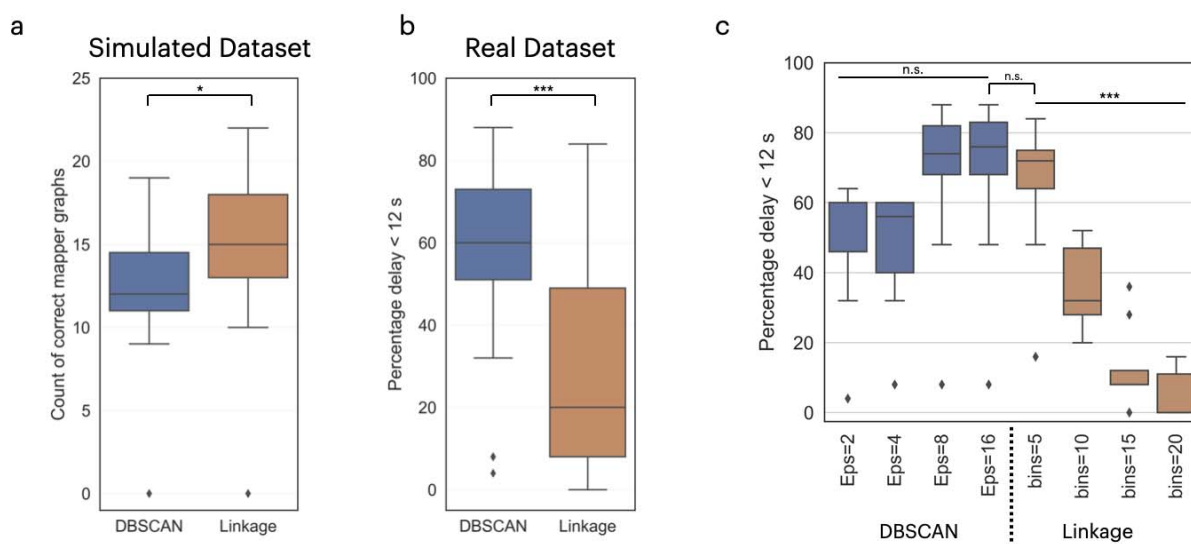 a
Simulated Dataset
25
20
15
10
5
0
Count of correct mapper graphs
*
DBSCAN Linkage
b
Real Dataset
100
80
60
40
20
0
Percentage delay < 12 s
***
DBSCAN Linkage
c
100
80
60
40
20
0
Percentage delay < 12 s
n.s.
n.s.
***
Eps=2
Eps=4
Eps=8
Eps=16
bins=5
bins=10
bins=15
bins=20
DBSCAN Linkage